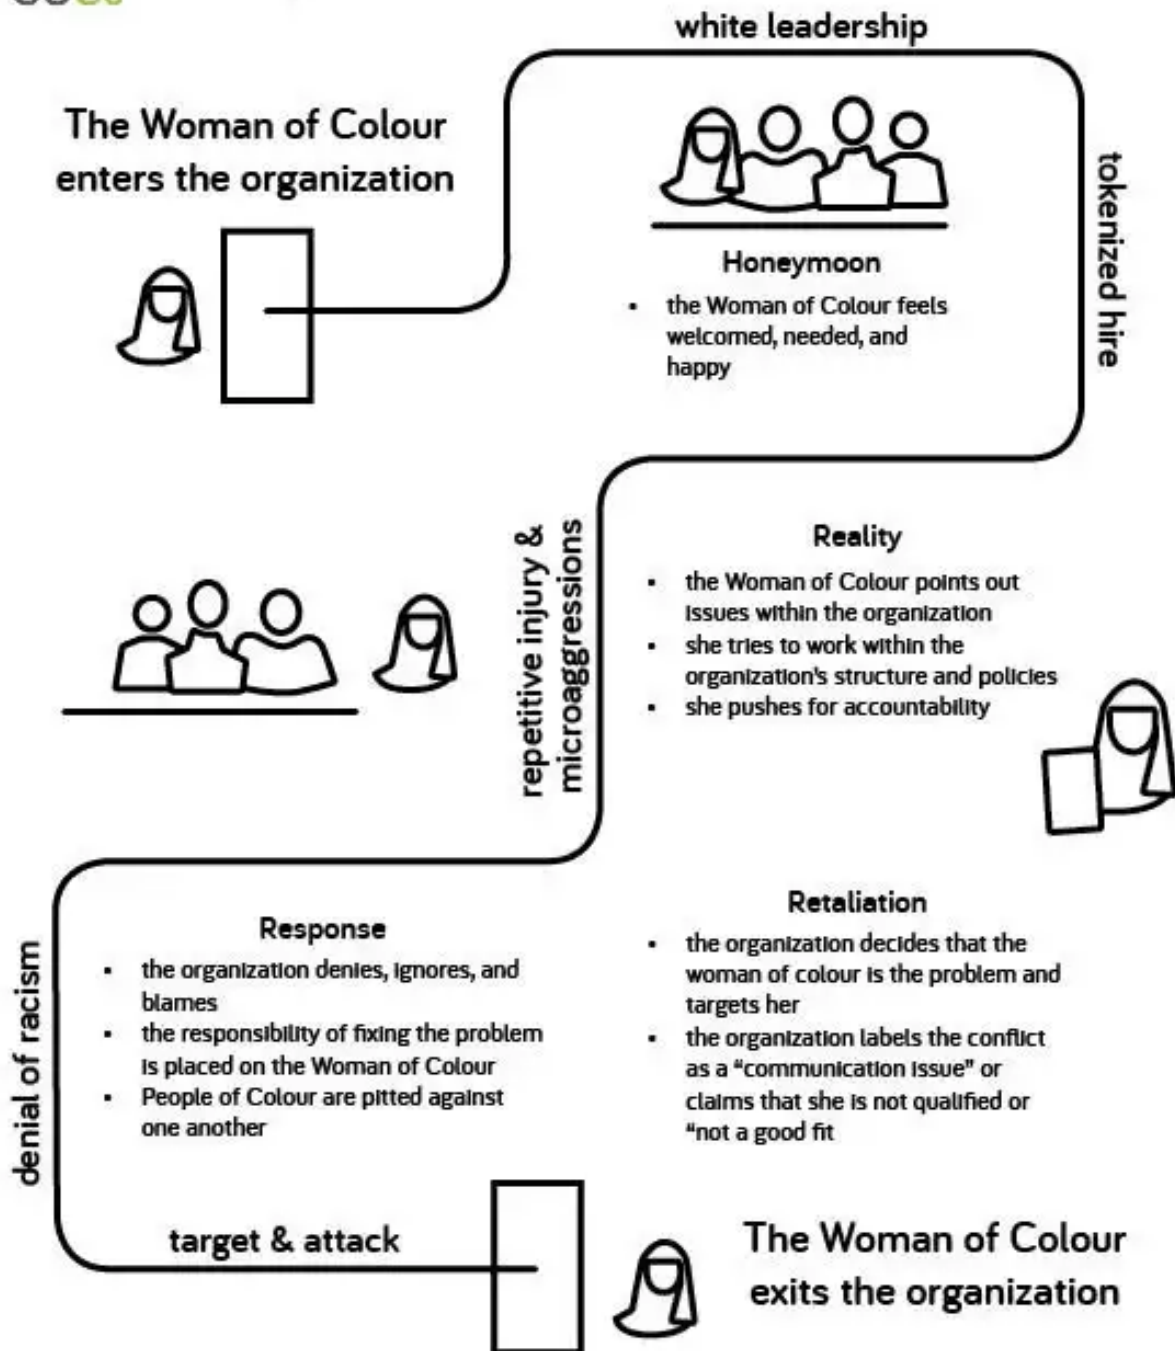 white leadership
The Woman of Colour
enters the organization
tokenized hire
Honeymoon
• the Woman of Colour feels
welcomed, needed, and
happy
repetitive injury &
microaggressions
Reality
• the Woman of Colour points out
issues within the organization
• she tries to work within the
organization's structure and policies
• she pushes for accountability
denial of racism
Response
• the organization denies, ignores, and
blames
• the responsibility of fixing the problem
is placed on the Woman of Colour
• People of Colour are pitted against
one another
Retaliation
• the organization decides that the
woman of colour is the problem and
targets her
• the organization labels the conflict
as a “communication issue” or
claims that she is not qualified or
“not a good fit
target & attack
The Woman of Colour
exits the organization